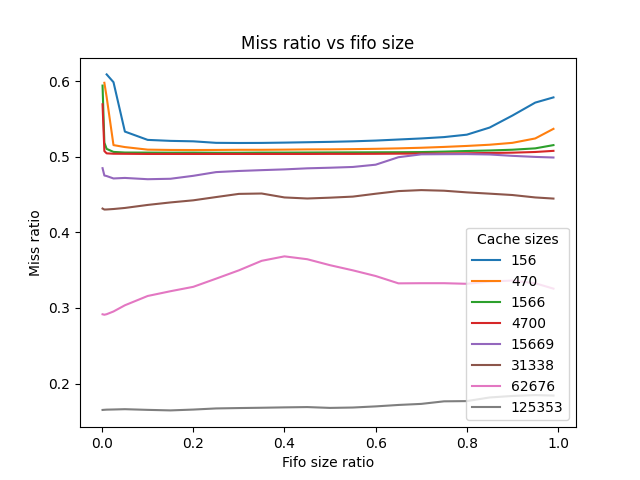 Miss ratio vs fifo size
Miss ratio
0.6
0.5
0.4
0.3
0.2
0.0 0.2 0.4 0.6 0.8 1.0
Fifo size ratio
Cache sizes
156
470
1566
4700
15669
31338
62676
125353